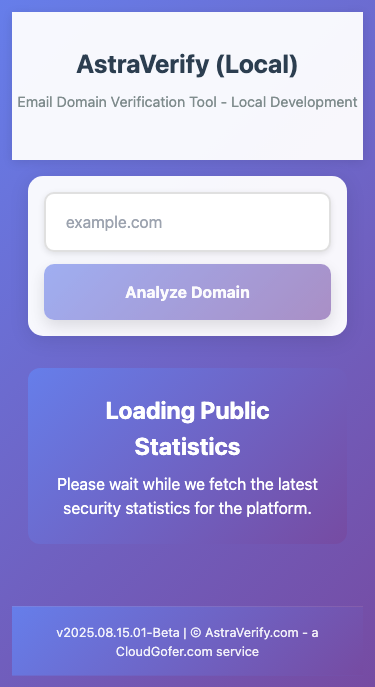 AstraVerify (Local)
Email Domain Verification Tool - Local Development
example.com
Analyze Domain
Loading Public
Statistics
Please wait while we fetch the latest
security statistics for the platform.
v2025.08.15.01-Beta | © AstraVerify.com - a
CloudGofer.com service